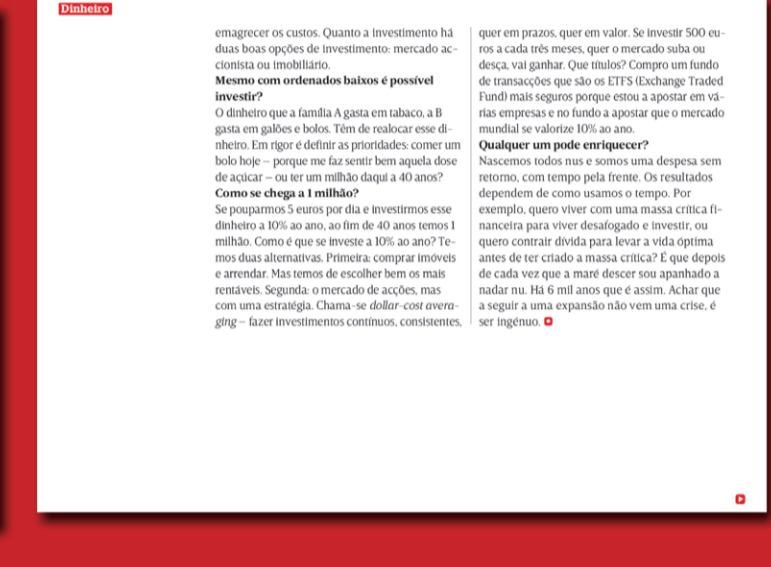 Dinheiro
emagrecer os custos. Quanto a investimento há
duas boas opções de investimento: mercado ac-
cionista ou imobiliário.
Mesmo com ordenados baixos é possível
investir?
O dinheiro que a família A gasta em tabaco, a B
gasta em galões e bolos. Têm de realocar esse di-
nheiro. Em rigor é definir as prioridades: comer um
bolo hoje – porque me faz sentir bem aquela dose
de açúcar – ou ter um milhão daqui a 40 anos?
Como se chega a 1 milhão?
Se pouparmos 5 euros por dia e investirmos esse
dinheiro a 10% ao ano, ao fim de 40 anos temos 1
milhão. Como é que se investe a 10% ao ano? Te-
mos duas alternativas. Primeira: comprar imóveis
e arrendar. Mas temos de escolher bem os mais
rentáveis. Segunda: o mercado de acções, mas
com uma estratégia. Chama-se dollar-cost avera-
ging – fazer investimentos contínuos, consistentes,
quer em prazos, quer em valor. Se investir 500 eu-
ros a cada três meses, quer o mercado suba ou
desça, vai ganhar. Que títulos? Compro um fundo
de transacções que são os ETFS (Exchange Traded
Fund) mais seguros porque estou a apostar em vá-
rias empresas e no fundo a apostar que o mercado
mundial se valorize 10% ao ano.
Qualquer um pode enriquecer?
Nascemos todos nus e somos uma despesa sem
retorno, com tempo pela frente. Os resultados
dependem de como usamos o tempo. Por
exemplo, quero viver com uma massa crítica fi-
nanceira para viver desafogado e investir, ou
quero contrair dívida para levar a vida óptima
antes de ter criado a massa crítica? É que depois
de cada vez que a maré descer sou apanhado a
nadar nu. Há 6 mil anos que é assim. Achar que
a seguir a uma expansão não vem uma crise, é
ser ingénuo.